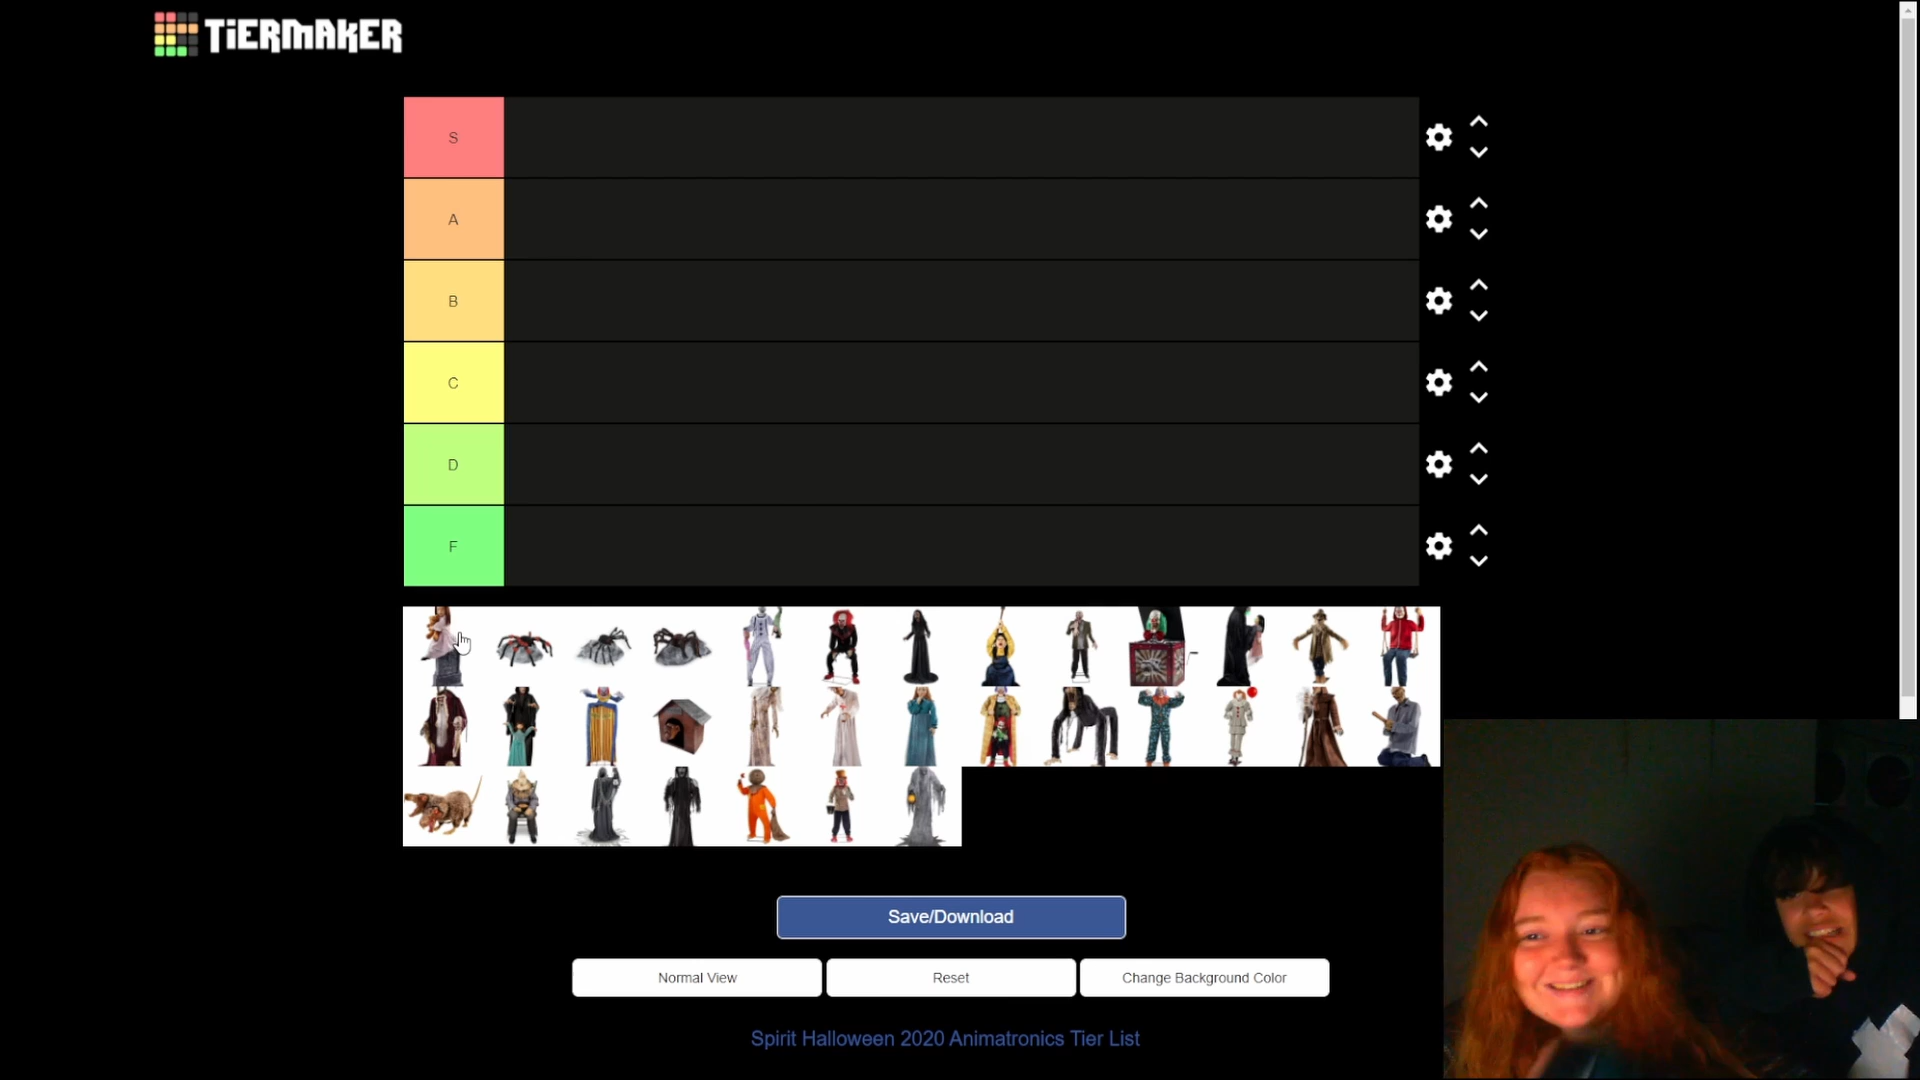 TiERMAKER
S
A
B
C
D
F
Save/Download
Normal View
Reset
Change Background Color
Spirit Halloween 2020 Animatronics Tier List